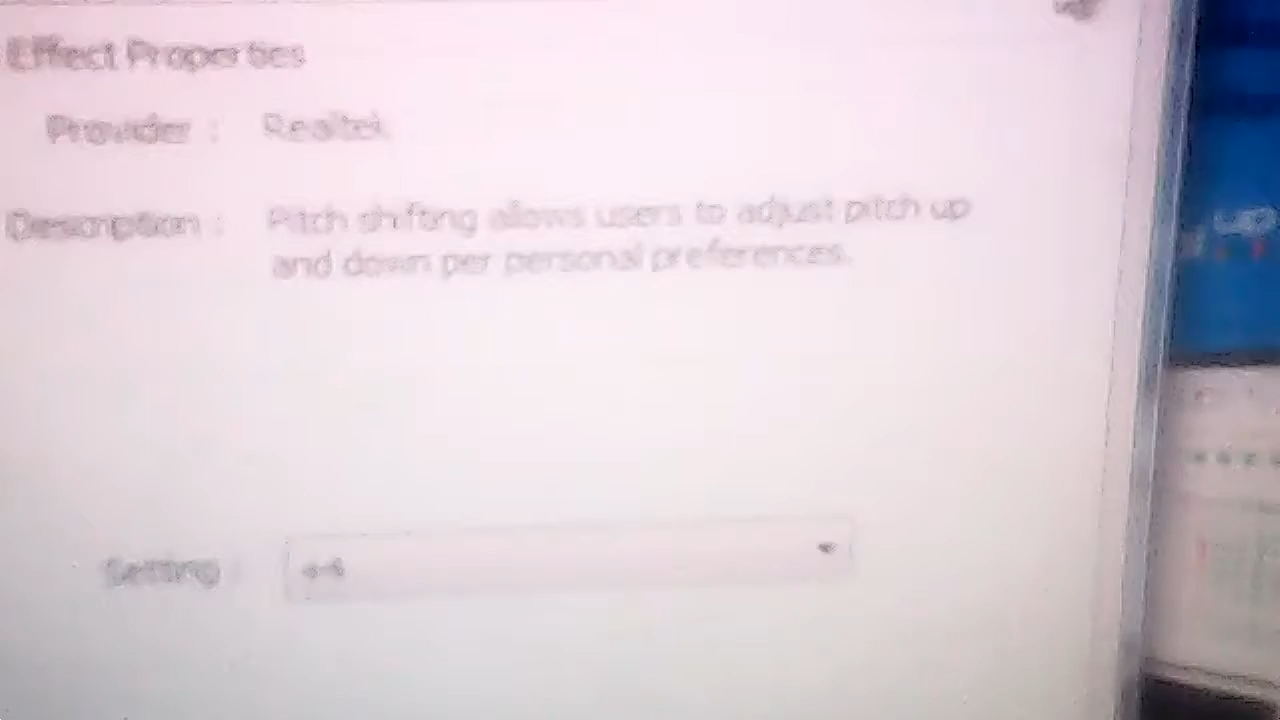 Effect Properties
Provider : Realtek
Description : Pitch shifting allows users to adjust pitch up
and down per personal preferences.
Setting :